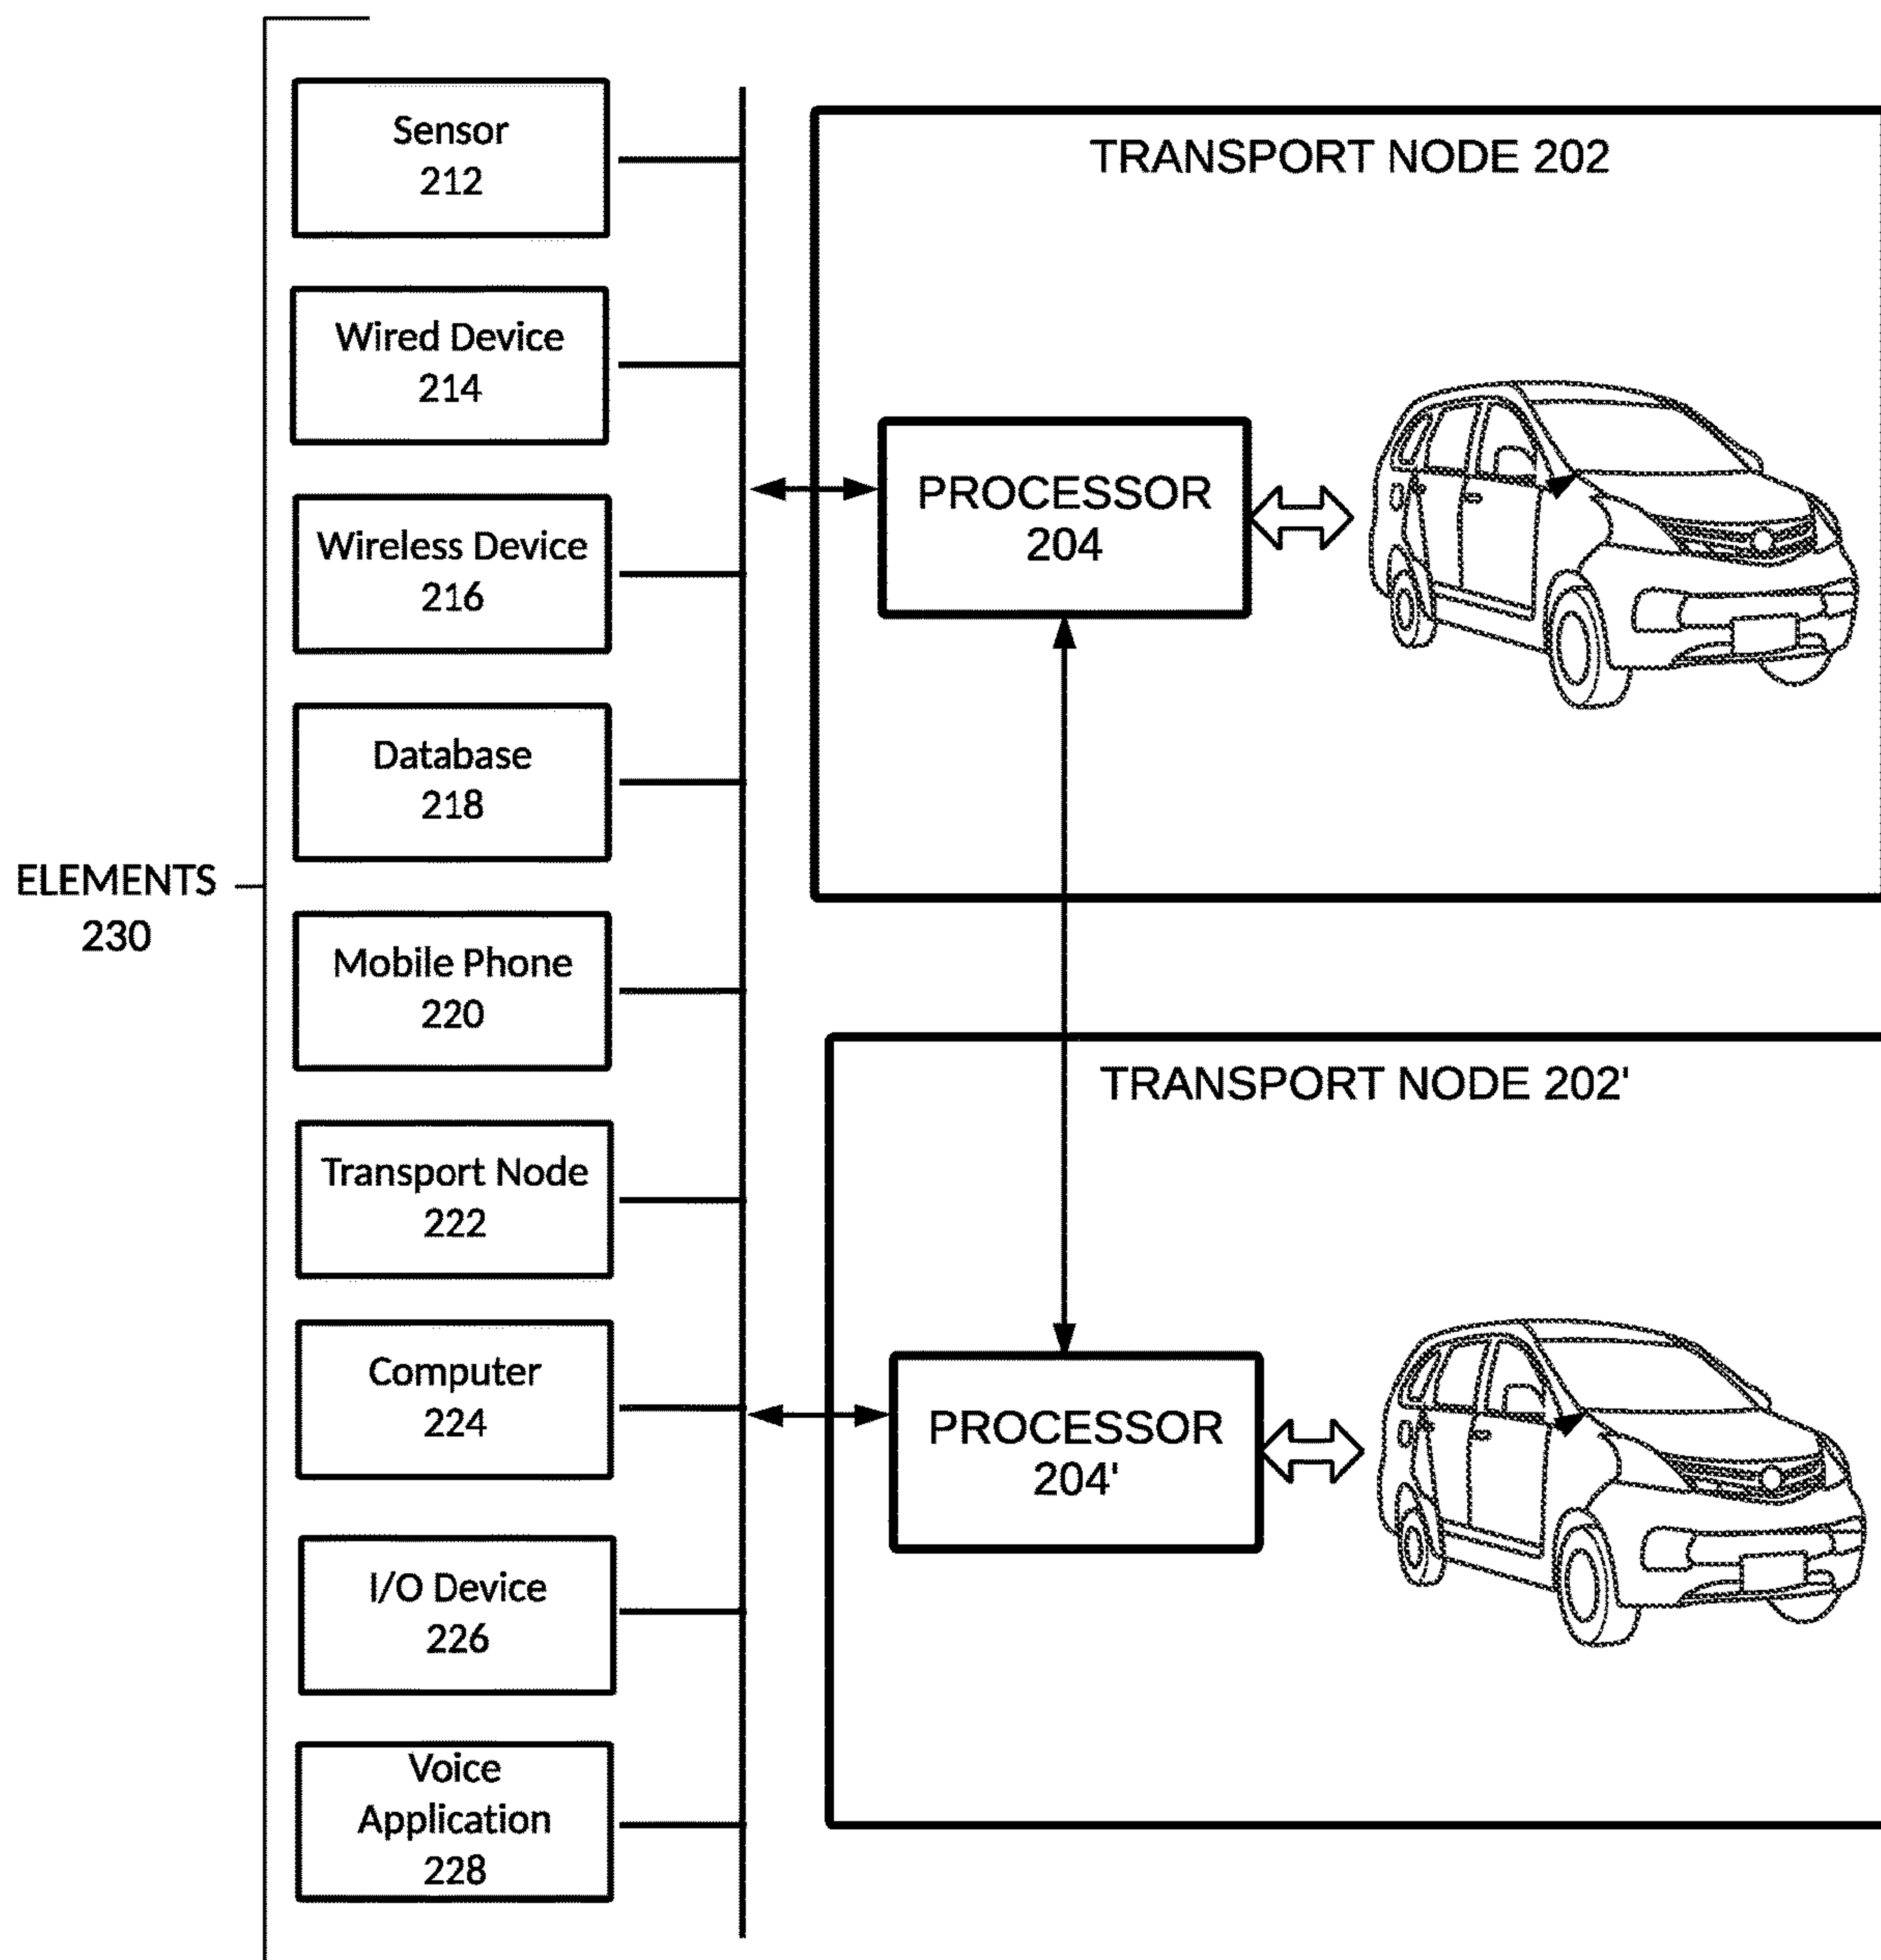 ELEMENTS
230
Sensor
212
Wired Device
214
Wireless Device
216
Database
218
Mobile Phone
220
Transport Node
222
Computer
224
I/O Device
226
Voice
Application
228
TRANSPORT NODE 202
PROCESSOR
204
TRANSPORT NODE 202'
PROCESSOR
204'